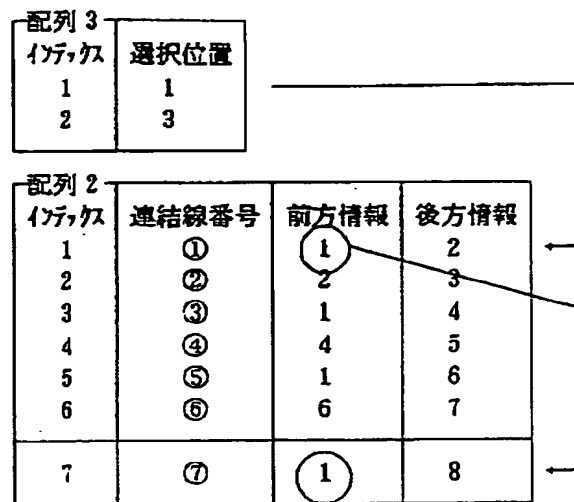 配列 3
インデックス 選択位置
1 1
2 3
配列 2
インデックス 連結線番号 前方情報 後方情報
1 ① 1 2
2 ② 2 3
3 ③ 1 4
4 ④ 4 5
5 ⑤ 1 6
6 ⑥ 6 7
7 ⑦ 1 8